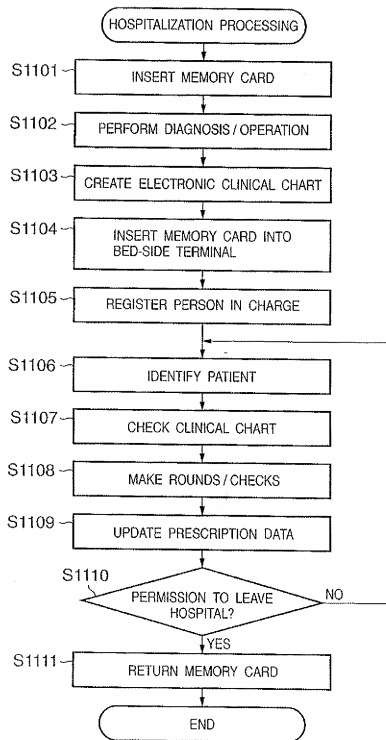 HOSPITALIZATION PROCESSING
S1101
INSERT MEMORY CARD
S1102
PERFORM DIAGNOSIS/OPERATION
S1103
CREATE ELECTRONIC CLINICAL CHART
S1104
INSERT MEMORY CARD INTO
BED-SIDE TERMINAL
S1105
REGISTER PERSON IN CHARGE
S1106
IDENTIFY PATIENT
S1107
CHECK CLINICAL CHART
S1108
MAKE ROUNDS/CHECKS
S1109
UPDATE PRESCRIPTION DATA
S1110
PERMISSION TO LEAVE
HOSPITAL?
NO
YES
S1111
RETURN MEMORY CARD
END